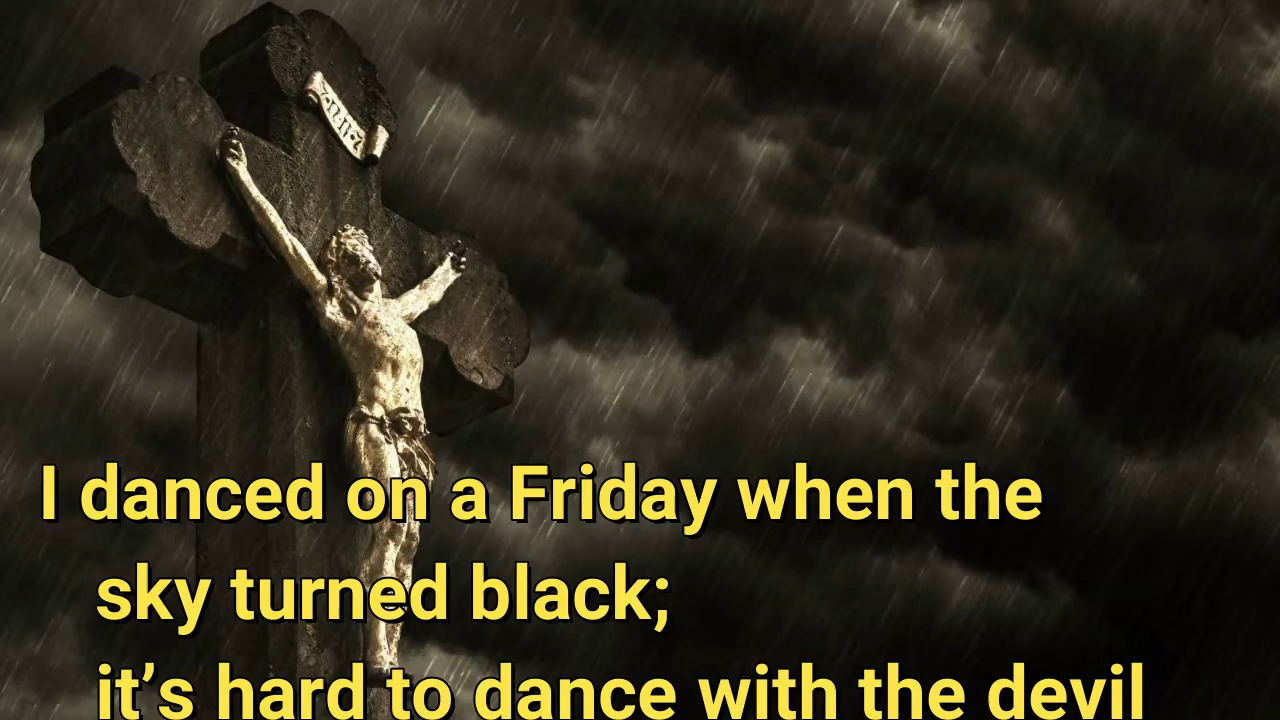 I danced on a Friday when the
sky turned black;
it’s hard to dance with the devil